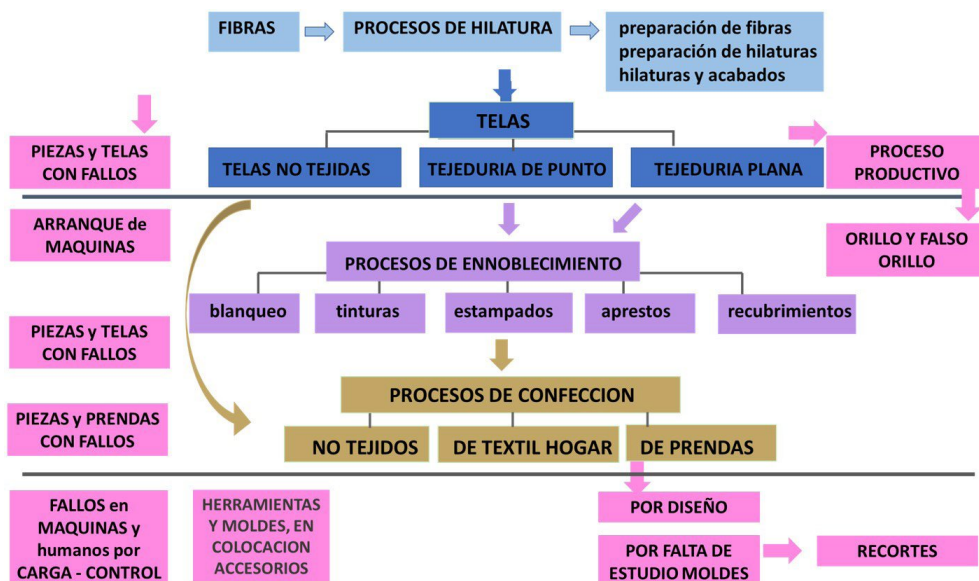 FIBRAS
PROCESOS DE HILATURA
preparación de fibras
preparación de hilaturas
hilaturas y acabados
TELAS
PIEZAS y TELAS
CON FALLOS
TELAS NO TEJIDAS
TEJEDURIA DE PUNTO
TEJEDURIA PLANA
PROCESO
PRODUCTIVO
ARRANQUE de
MAQUINAS
ORILLO Y FALSO
ORILLO
PROCESOS DE ENNOBLECIMIENTO
blanqueo
tinturas
estampados
aprestos
recubrimientos
PIEZAS y TELAS
CON FALLOS
PROCESOS DE CONFECCION
PIEZAS y PRENDAS
CON FALLOS
NO TEJIDOS
DE TEXTIL HOGAR
DE PRENDAS
FALLOS en
MAQUINAS y
humanos por
CARGA - CONTROL
HERRAMIENTAS
Y MOLDES, EN
COLOCACION
ACCESORIOS
POR DISEÑO
POR FALTA DE
ESTUDIO MOLDES
RECORTES